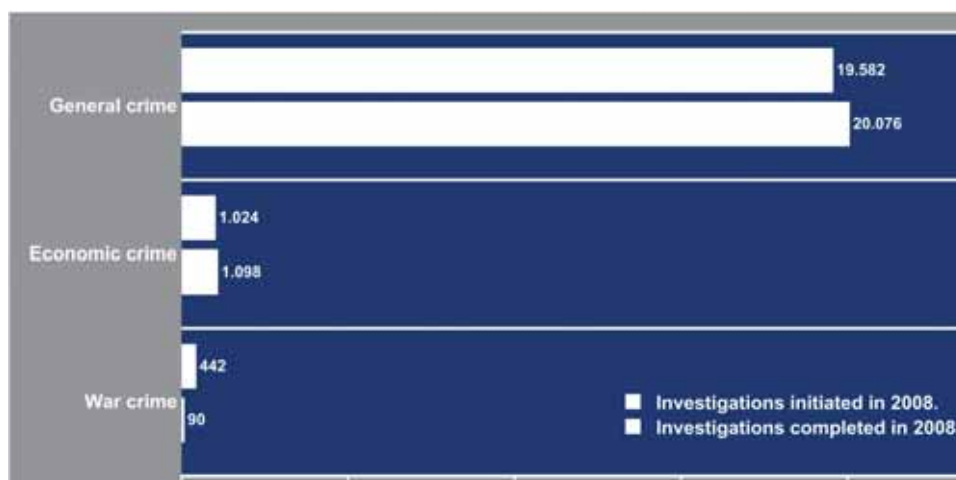 19.582
General crime
20.076
1.024
Economic crime
1.098
442
War crime
90
Investigations initiated in 2008.
Investigations completed in 2008